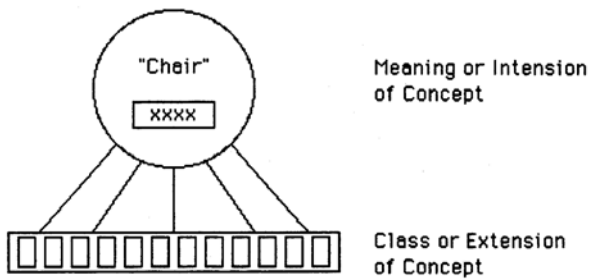 "Chair"
xxxx
Meaning or Intension
of Concept
Class or Extension
of Concept